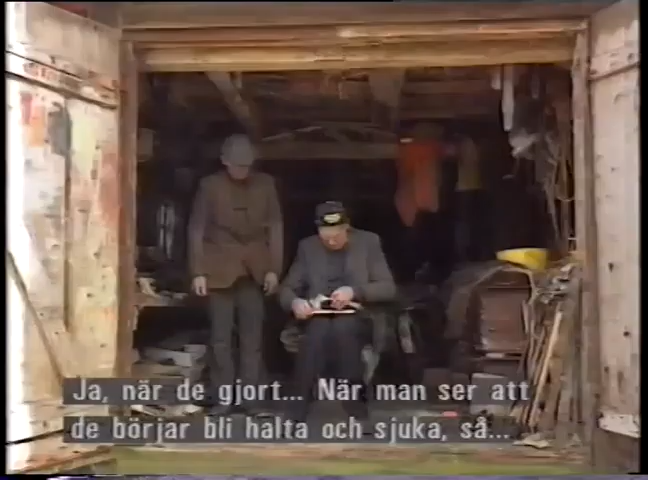 Ja, när de gjort... När man ser att
de börjar bli halta och sjuka, så...